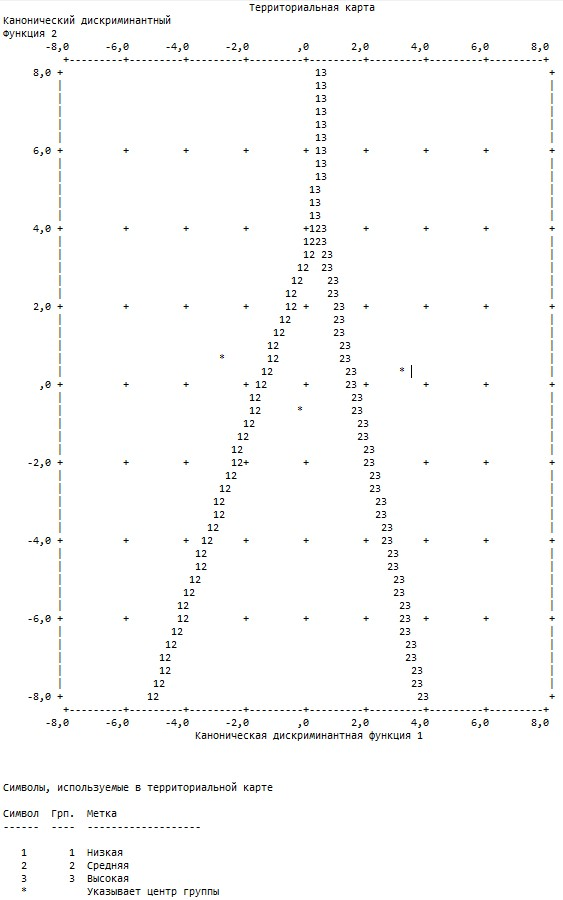 Территориальная карта
Канонический дискриминантный
Функция 2
-8,0 -6,0 -4,0 -2,0 ,0 2,0 4,0 6,0 8,0
+---------+---------+---------+---------+---------+---------+---------+---------+
8,0 + 13 +
| 13 |
| 13 |
| 13 |
| 13 |
| 13 |
6,0 + + + + + 13 + + + +
| 13 |
| 13 |
| 13 |
| 13 |
| 13 |
4,0 + + + + +123 + + + +
| 1223 |
| 12 23 |
| 12 23 |
| 12 23 |
| 12 23 |
2,0 + + + + 12 + 23 + + + +
| 12 23 |
| 12 23 |
| 12 23 |
| * 12 23 |
| 12 23 * |
,0 + + + + 12 + 23 + + + +
| 12 23 |
| 12 * 23 |
| 12 23 |
| 12 23 |
| 12 23 |
-2,0 + + + 12+ + 23 + + +
| 12 23 |
| 12 23 |
| 12 23 |
| 12 23 |
| 12 23 |
-4,0 + + + 12 + + + 23 + + +
| 12 23 |
| 12 23 |
| 12 23 |
| 12 23 |
| 12 23 |
-6,0 + + 12 + + + 23 + + +
| 12 23 |
| 12 23 |
| 12 23 |
| 12 23 |
| 12 23 |
-8,0 + 12 23 +
+---------+---------+---------+---------+---------+---------+---------+---------+
-8,0 -6,0 -4,0 -2,0 ,0 2,0 4,0 6,0 8,0
Каноническая дискриминантная функция 1
Символы, используемые в территориальной карте
Символ Грп. Метка
------ ---- -------------------
1 1 Низкая
2 2 Средняя
3 3 Высокая
* Указывает центр группы